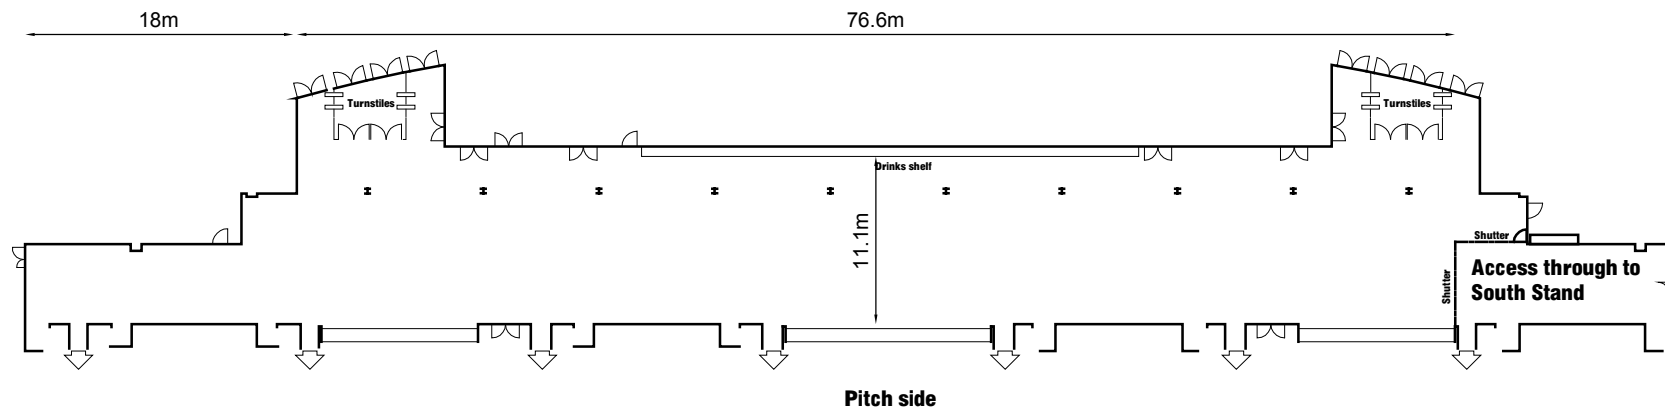 18m
76.6m
Turnstiles
Turnstiles
Drinks shelf
11.1m
Shutter
Shutter
Access through to
South Stand
Pitch side